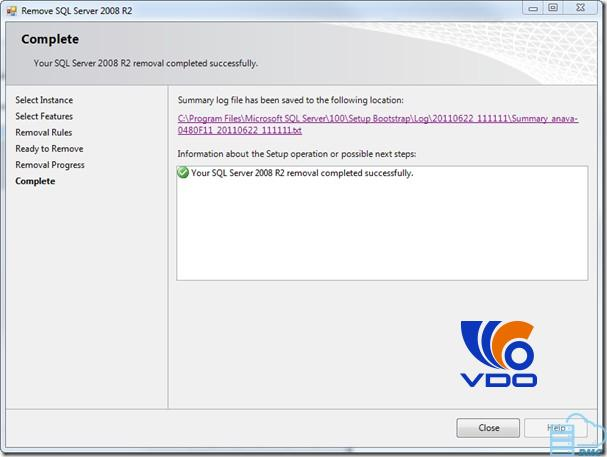 Remove SQL Server 2008 R2
Complete
Your SQL Server 2008 R2 removal completed successfully.
Select Instance
Select Features
Removal Rules
Ready to Remove
Removal Progress
Complete
Summary log file has been saved to the following location:
C:\Program Files\Microsoft SQL Server\100\Setup Bootstrap\Log\20110622_111111\Summary_anava-
0480F11_20110622_111111.txt
Information about the Setup operation or possible next steps:
Your SQL Server 2008 R2 removal completed successfully.
VDO
Close
Help